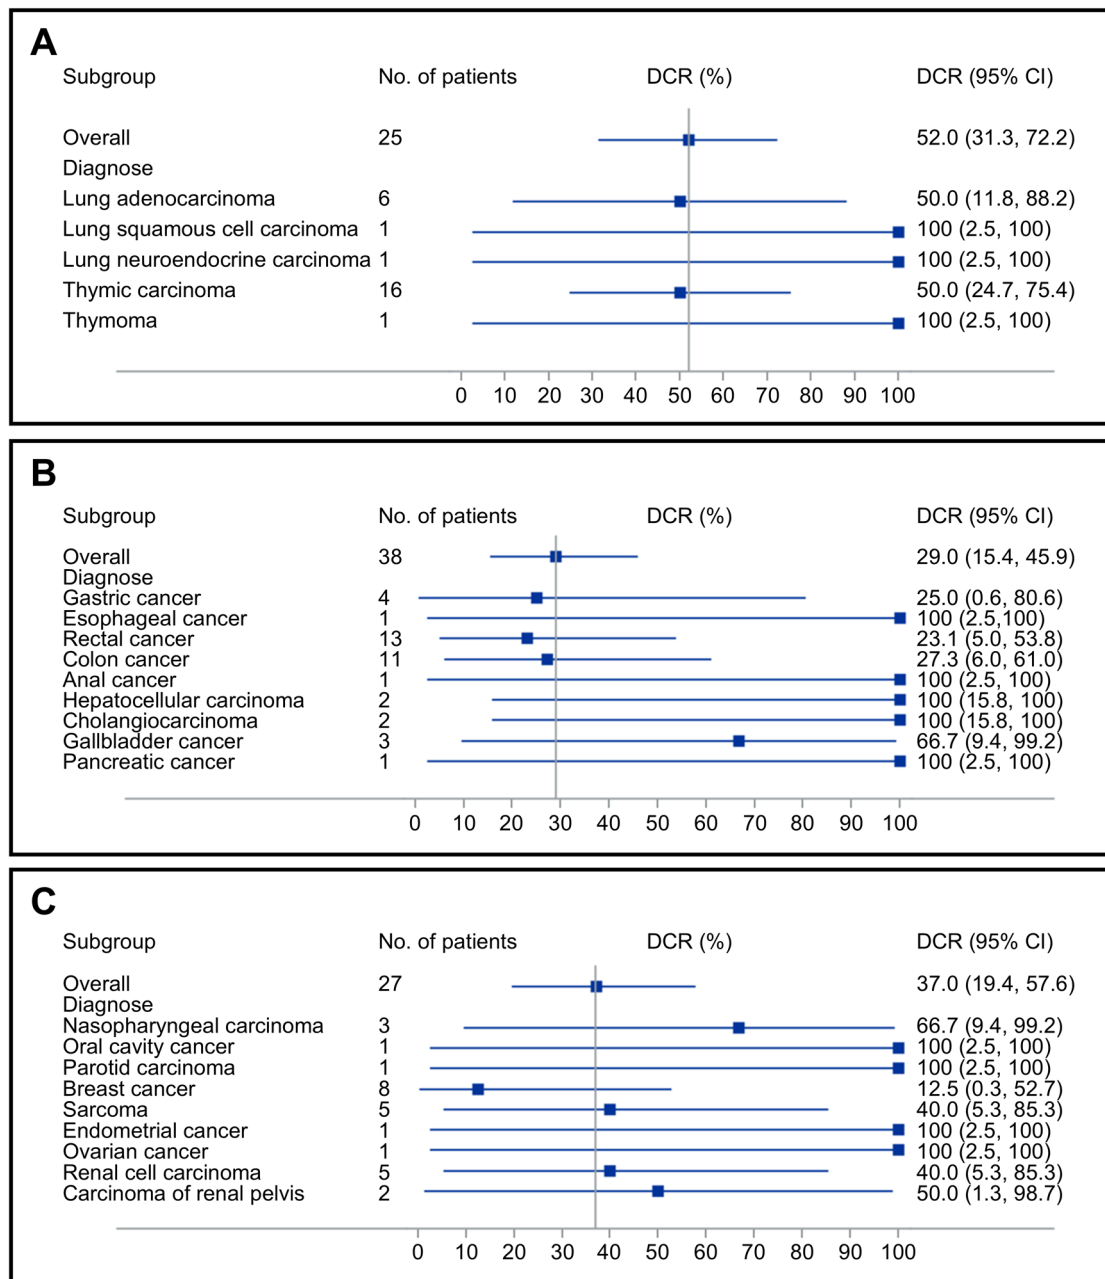 A
Subgroup No. of patients DCR (%) DCR (95% CI)
Overall 25 52.0 (31.3, 72.2)
Diagnose
Lung adenocarcinoma 6 50.0 (11.8, 88.2)
Lung squamous cell carcinoma 1 100 (2.5, 100)
Lung neuroendocrine carcinoma 1 100 (2.5, 100)
Thymic carcinoma 16 50.0 (24.7, 75.4)
Thymoma 1 100 (2.5, 100)
0 10 20 30 40 50 60 70 80 90 100
B
Subgroup No. of patients DCR (%) DCR (95% CI)
Overall 38 29.0 (15.4, 45.9)
Diagnose
Gastric cancer 4 25.0 (0.6, 80.6)
Esophageal cancer 1 100 (2.5,100)
Rectal cancer 13 23.1 (5.0, 53.8)
Colon cancer 11 27.3 (6.0, 61.0)
Anal cancer 1 100 (2.5, 100)
Hepatocellular carcinoma 2 100 (15.8, 100)
Cholangiocarcinoma 2 100 (15.8, 100)
Gallbladder cancer 3 66.7 (9.4, 99.2)
Pancreatic cancer 1 100 (2.5, 100)
0 10 20 30 40 50 60 70 80 90 100
C
Subgroup No. of patients DCR (%) DCR (95% CI)
Overall 27 37.0 (19.4, 57.6)
Diagnose
Nasopharyngeal carcinoma 3 66.7 (9.4, 99.2)
Oral cavity cancer 1 100 (2.5, 100)
Parotid carcinoma 1 100 (2.5, 100)
Breast cancer 8 12.5 (0.3, 52.7)
Sarcoma 5 40.0 (5.3, 85.3)
Endometrial cancer 1 100 (2.5, 100)
Ovarian cancer 1 100 (2.5, 100)
Renal cell carcinoma 5 40.0 (5.3, 85.3)
Carcinoma of renal pelvis 2 50.0 (1.3, 98.7)
0 10 20 30 40 50 60 70 80 90 100